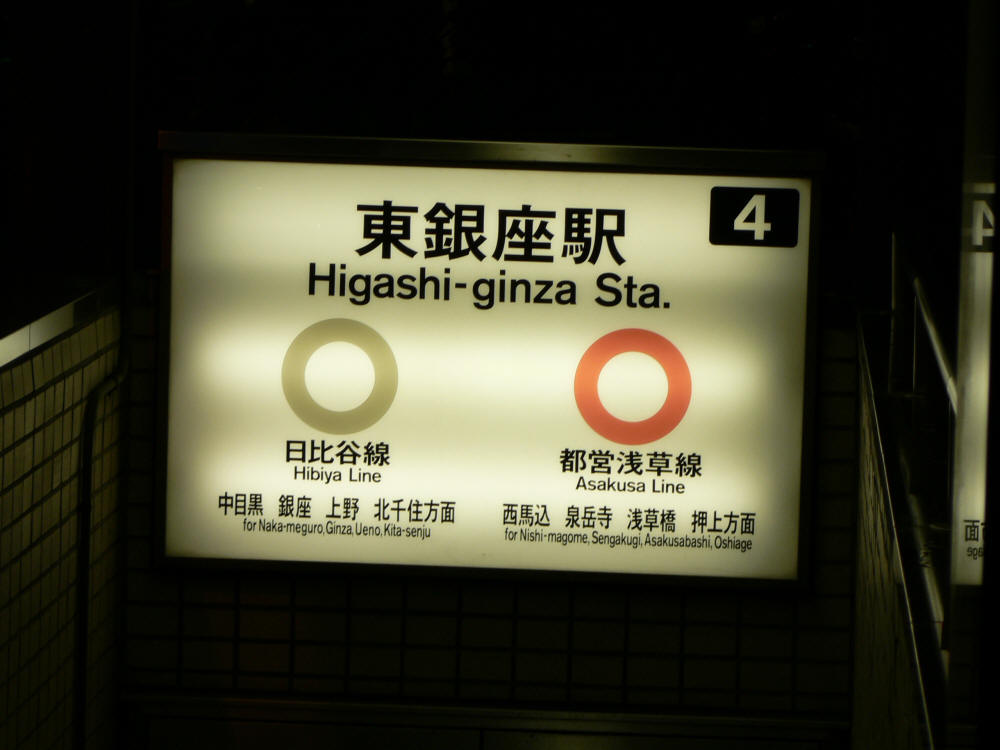 東銀座駅
4
Higashi-ginza Sta.
日比谷線
Hibiya Line
中目黒 銀座 上野 北千住方面
for Naka-meguro, Ginza, Ueno, Kita-senju
都営浅草線
Asakusa Line
西馬込 泉岳寺 浅草橋 押上方面
for Nishi-magome, Sengakugi, Asakusabashi, Oshiage